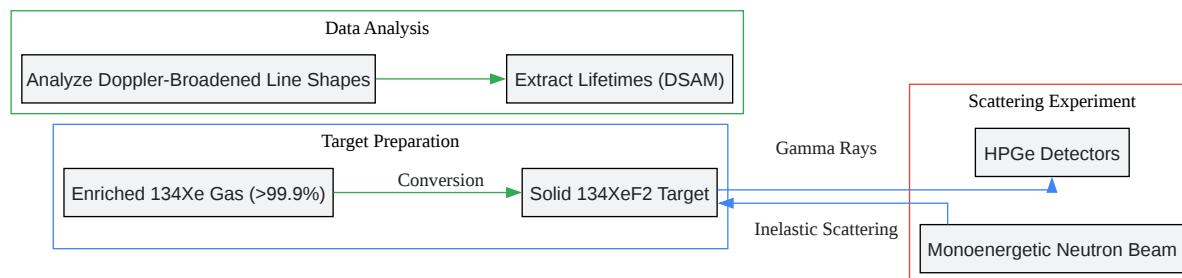 Data Analysis
Analyze Doppler-Broadened Line Shapes
Extract Lifetimes (DSAM)
Scattering Experiment
HPGe Detectors
Monoenergetic Neutron Beam
Target Preparation
Enriched 134Xe Gas (>99.9%)
Conversion
Solid 134XeF2 Target
Gamma Rays
Inelastic Scattering